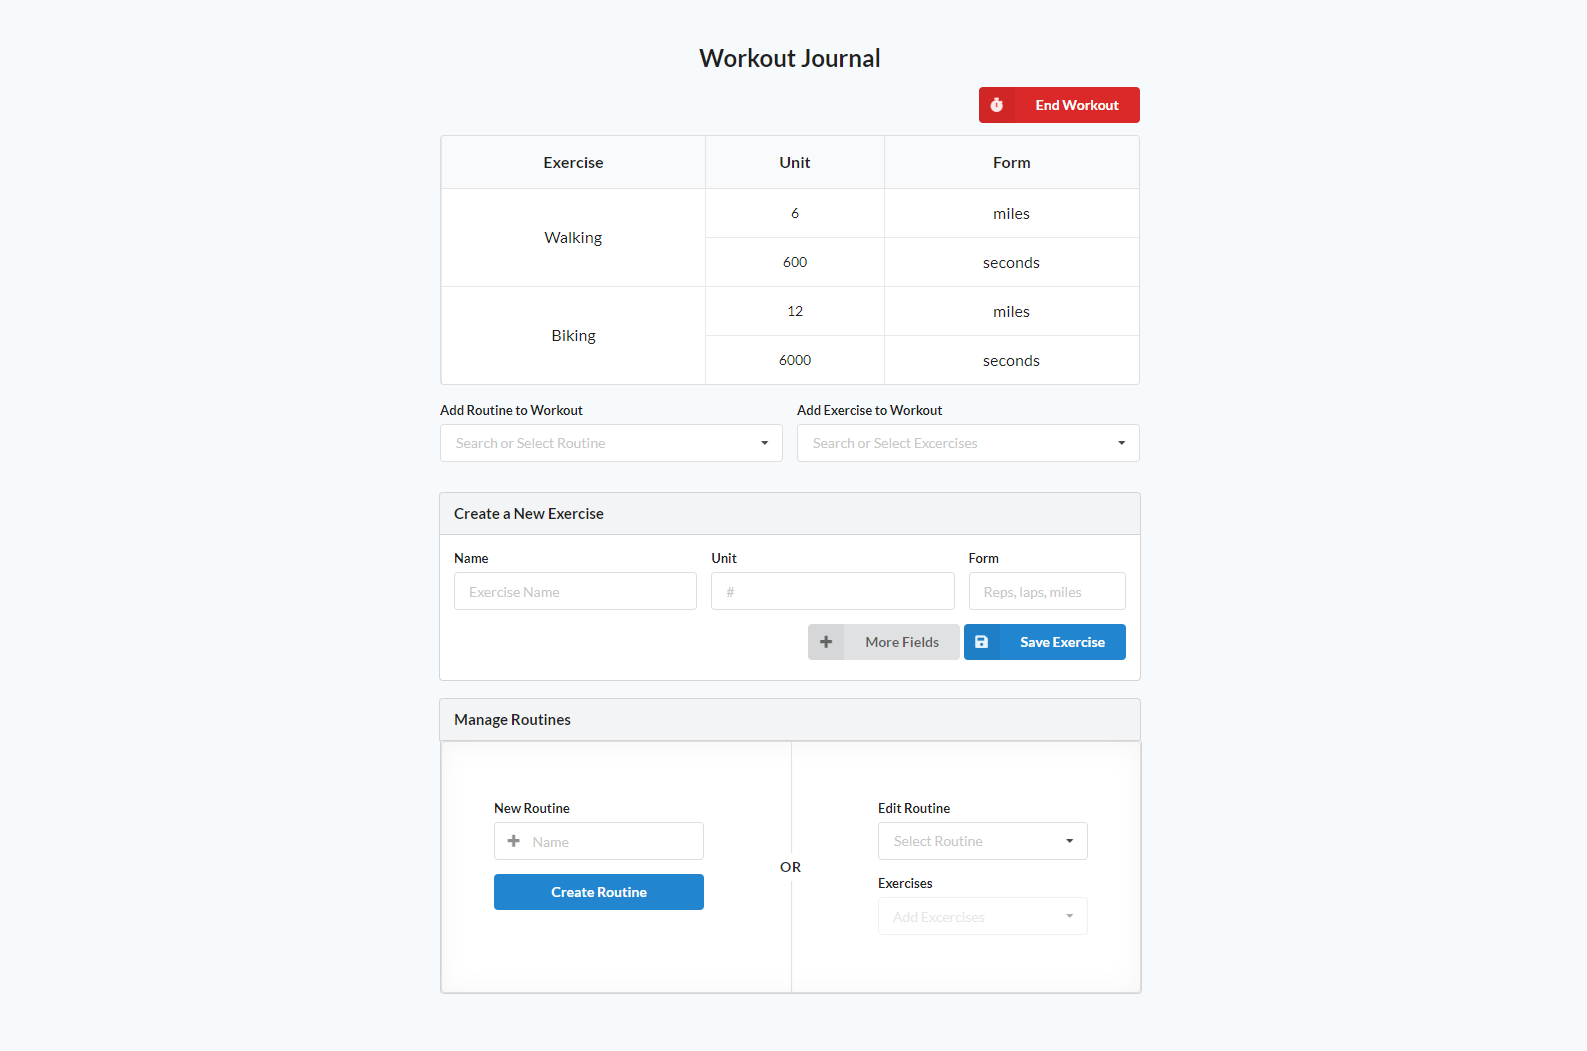 Workout Journal
End Workout
Exercise Unit Form
Walking
6 miles
600 seconds
Biking
12 miles
6000 seconds
Add Routine to Workout Add Exercise to Workout
Search or Select Routine Search or Select Excercises
Create a New Exercise
Name Unit Form
Exercise Name # Reps, laps, miles
More Fields Save Exercise
Manage Routines
New Routine
Name
Create Routine
OR
Edit Routine
Select Routine
Exercises
Add Excercises